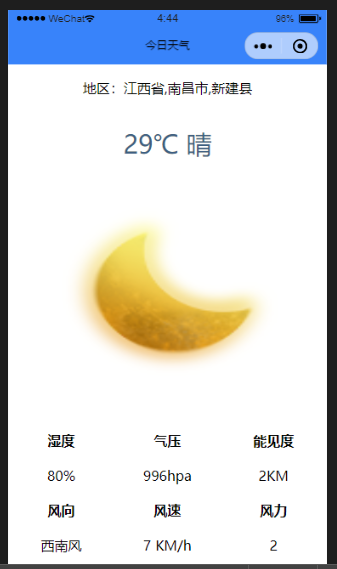 WeChat 4:44 96%
今日天气
地区：江西省,南昌市,新建县
29℃ 晴
湿度 气压 能见度
80% 996hpa 2KM
风向 风速 风力
西南风 7 KM/h 2